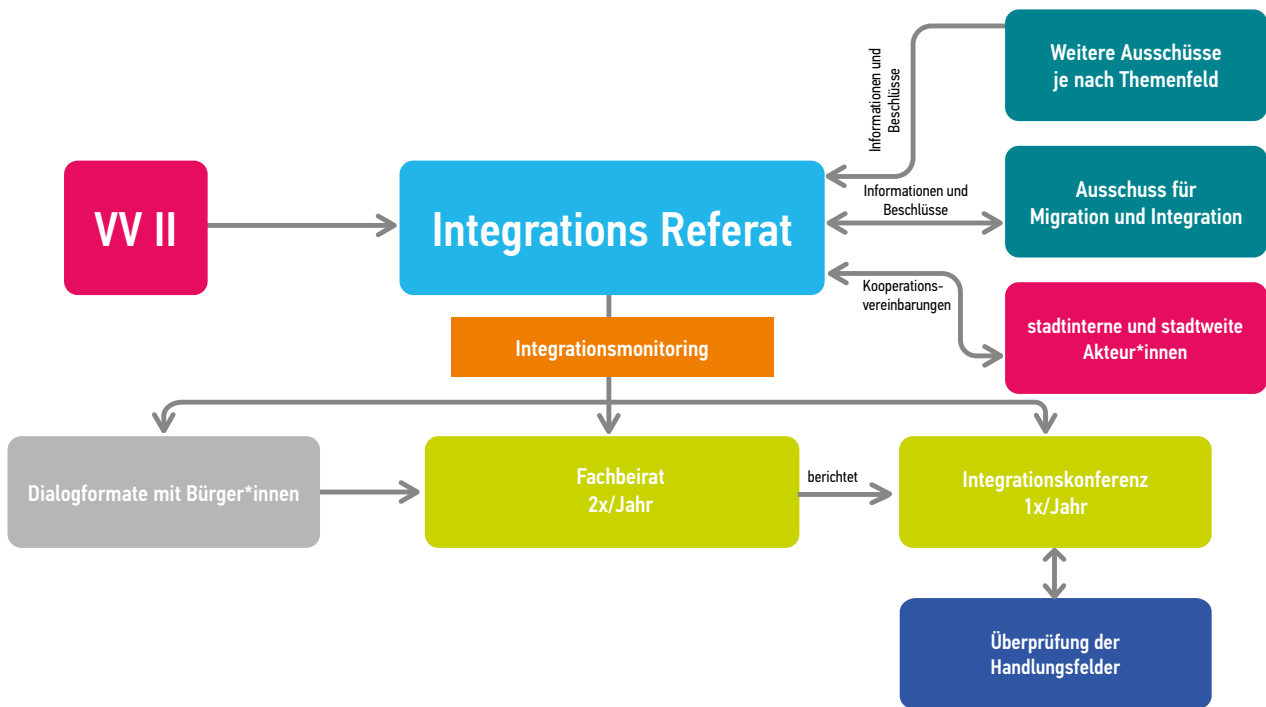 Weitere Ausschüsse
je nach Themenfeld
Informationen und
Beschlüsse
VV II
Integrations Referat
Informationen und
Beschlüsse
Ausschuss für
Migration und Integration
Kooperations-
vereinbarungen
stadtinterne und stadtweite
Akteur*innen
Integrationsmonitoring
Dialogformate mit Bürger*innen
Fachbeirat
2x/Jahr
berichtet
Integrationskonferenz
1x/Jahr
Überprüfung der
Handlungsfelder